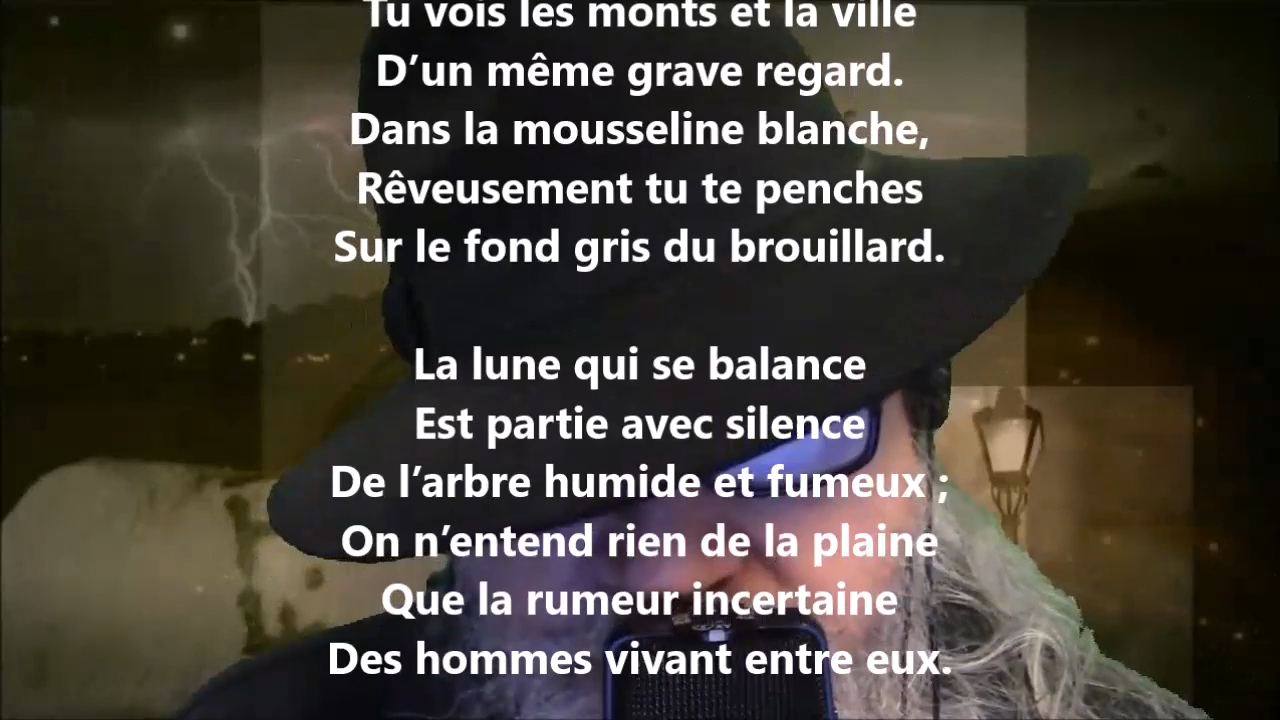 Tu vois les monts et la ville
D’un même grave regard.
Dans la mousseline blanche,
Rêveusement tu te penches
Sur le fond gris du brouillard.
La lune qui se balance
Est partie avec silence
De l’arbre humide et fumeux ;
On n’entend rien de la plaine
Que la rumeur incertaine
Des hommes vivant entre eux.